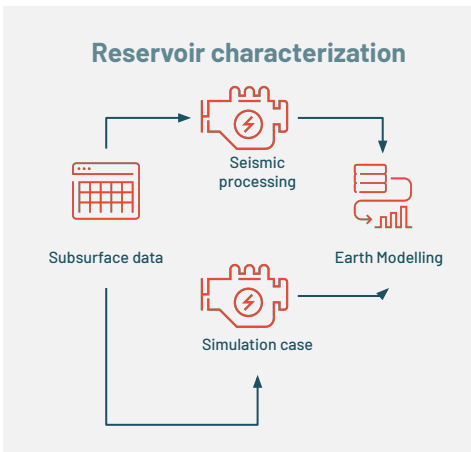 Reservoir characterization
Seismic
processing
Subsurface data
Earth Modelling
Simulation case